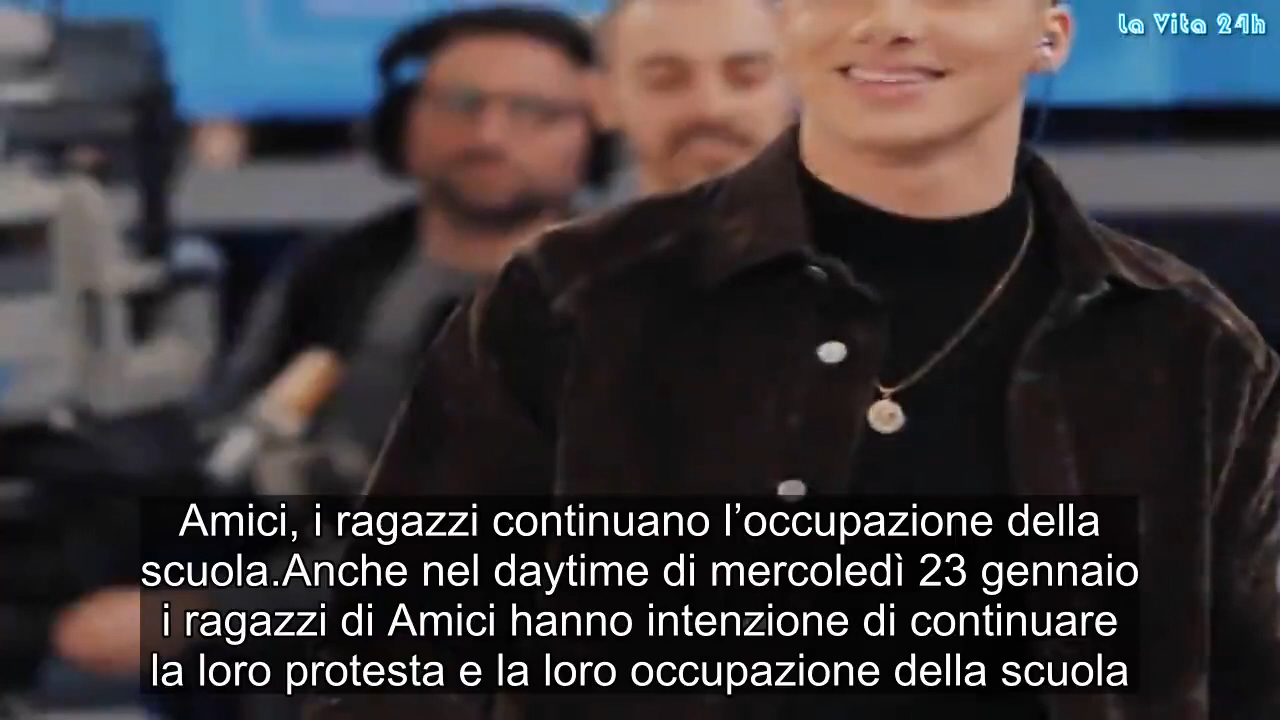 la Vita 24h
Amici, i ragazzi continuano l’occupazione della
scuola.Anche nel daytime di mercoledì 23 gennaio
i ragazzi di Amici hanno intenzione di continuare
la loro protesta e la loro occupazione della scuola